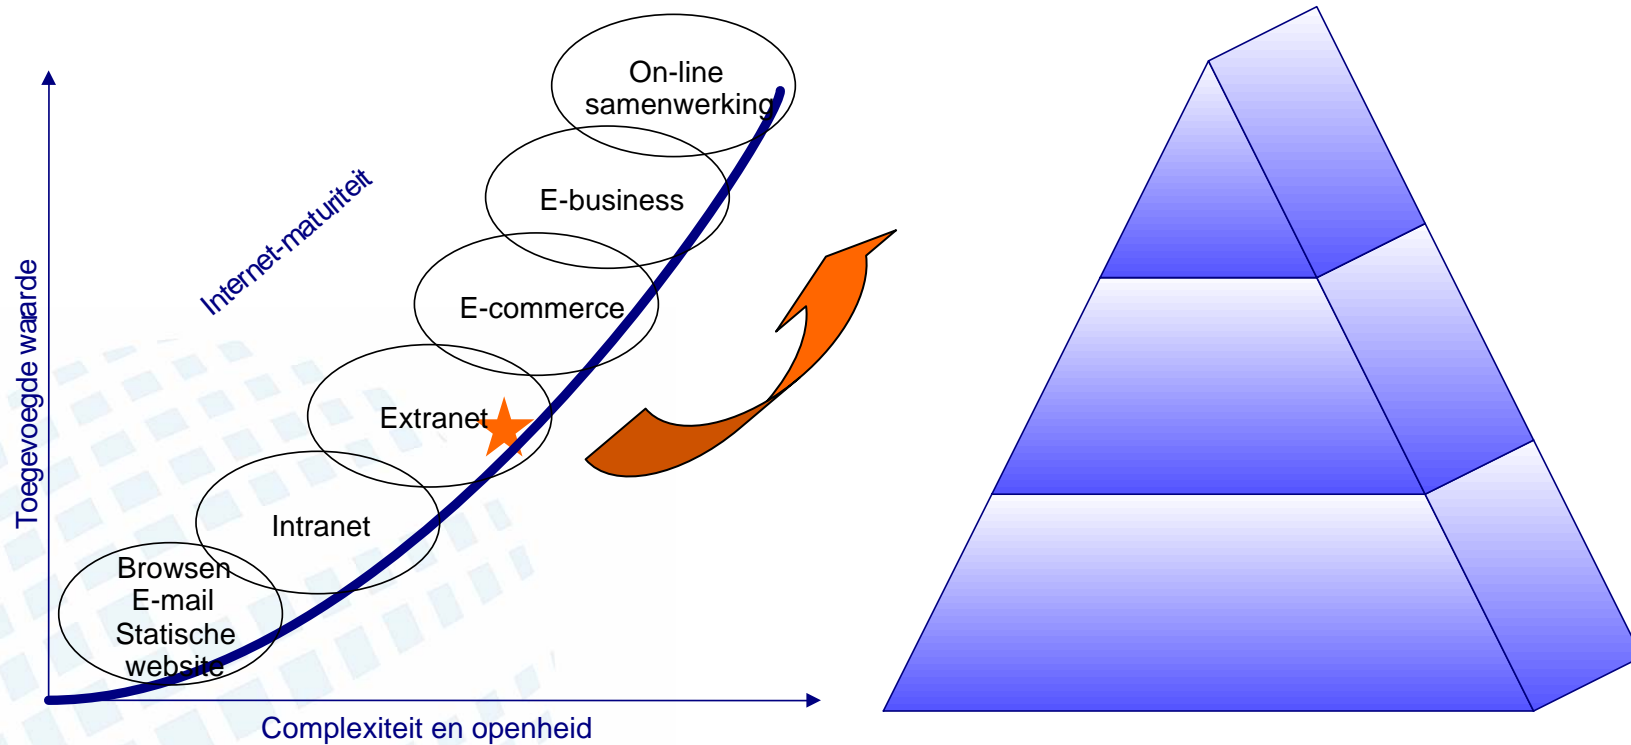 On-line
samenwerking
E-business
Internet-maturiteit
E-commerce
Toegevoegde waarde
Extranet
Intranet
Browsen
E-mail
Statische
website
Complexiteit en openheid